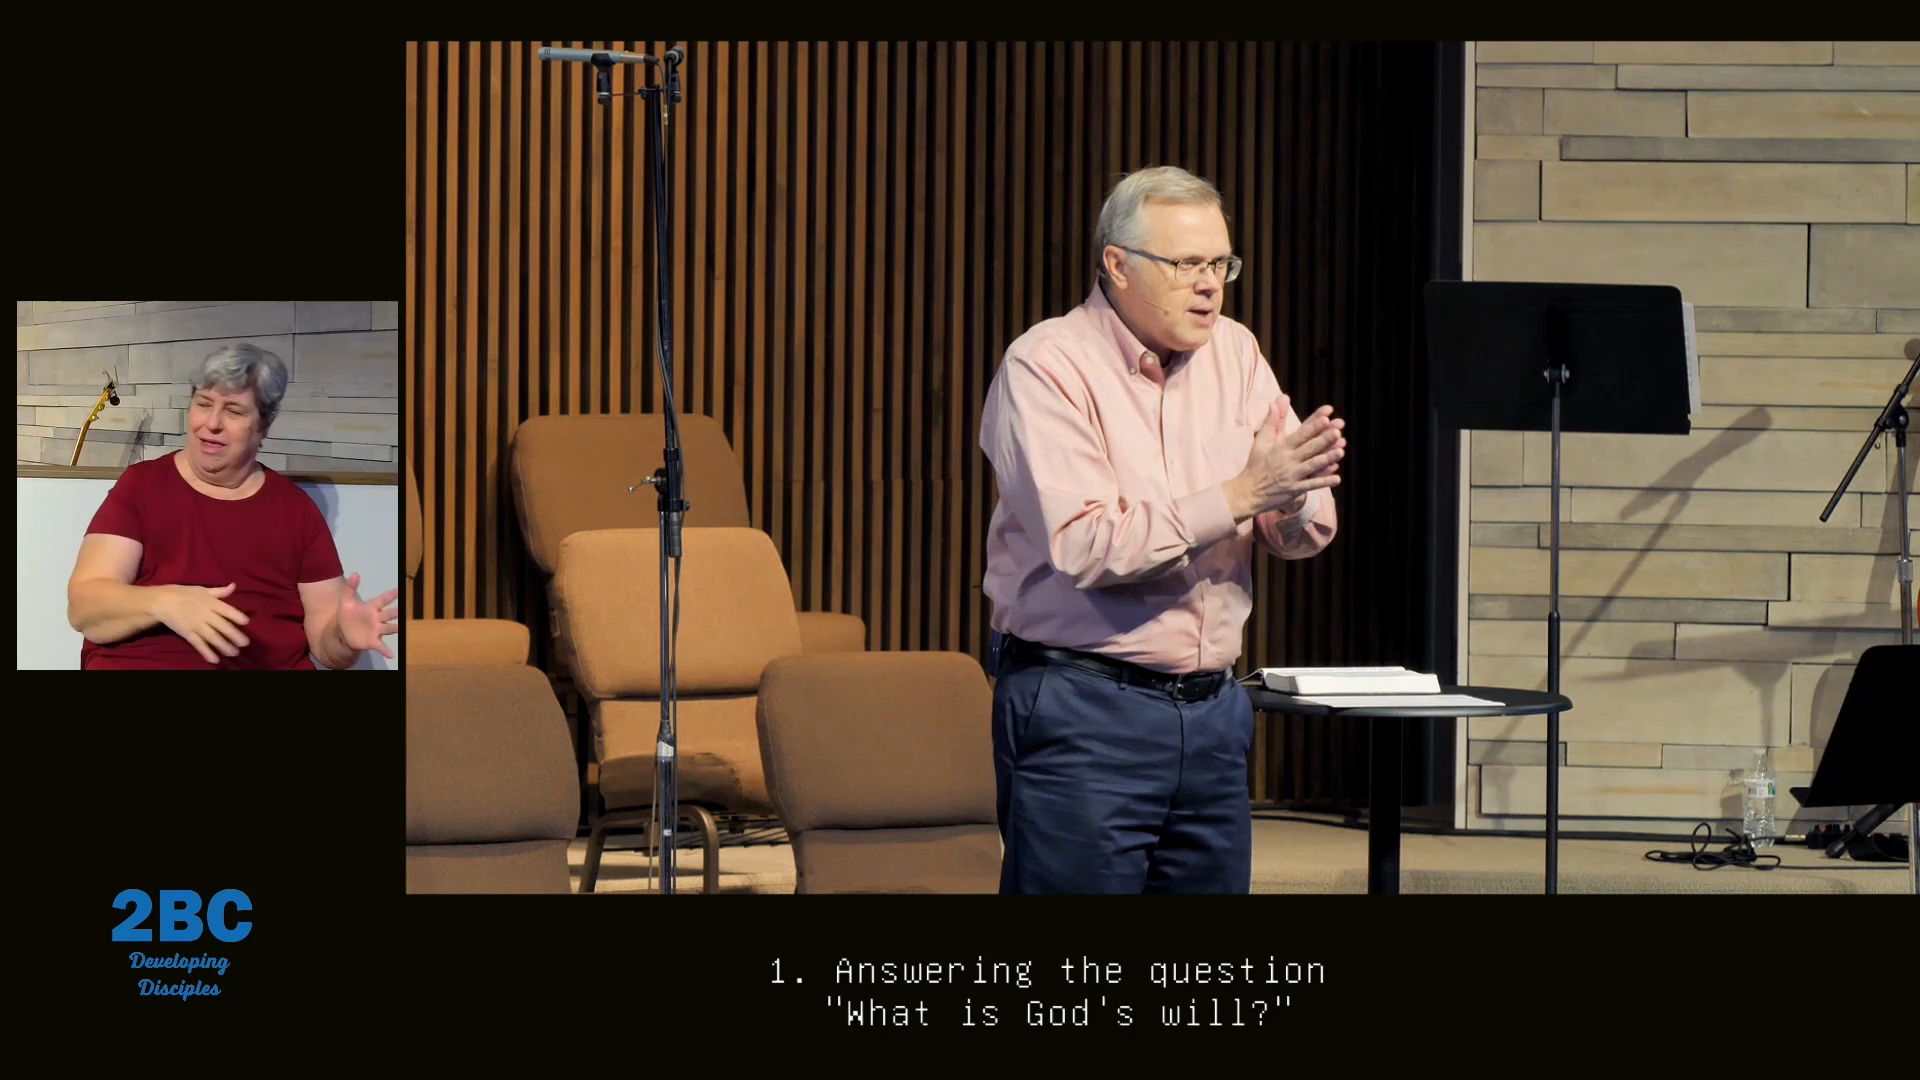 2BC
Developing
Disciples
1. Answering the question
"What is God's will?"